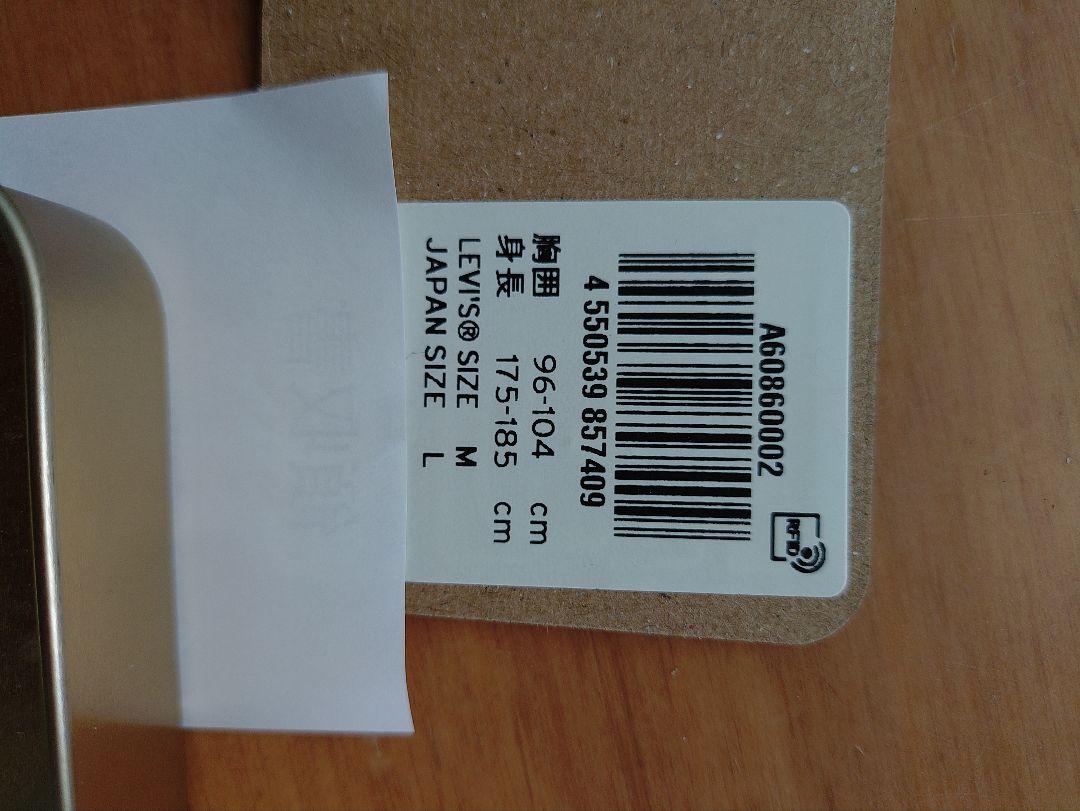 A60860002
RFID
4 550539 857409
胸囲 96-104 cm
身長 175-185 cm
LEVI'S® SIZE M
JAPAN SIZE L